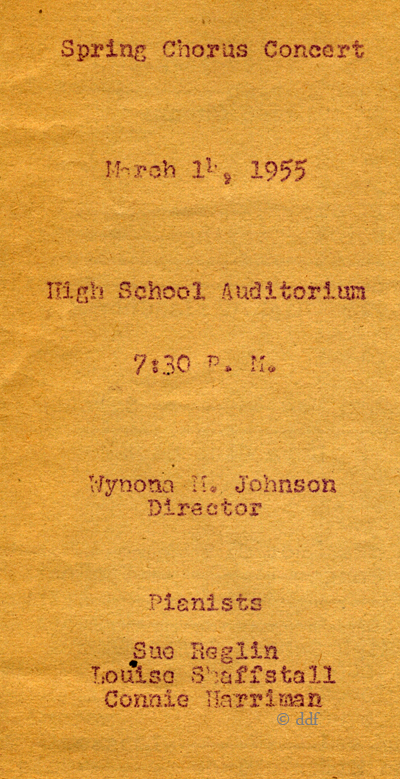 Spring Chorus Concert
March 1955
High School Auditorium
7:30 P. M.
Wynona M. Johnson
Director
Pianists
Sue Reglin
Louise Shaffstall
Connie Harriman
© ddf